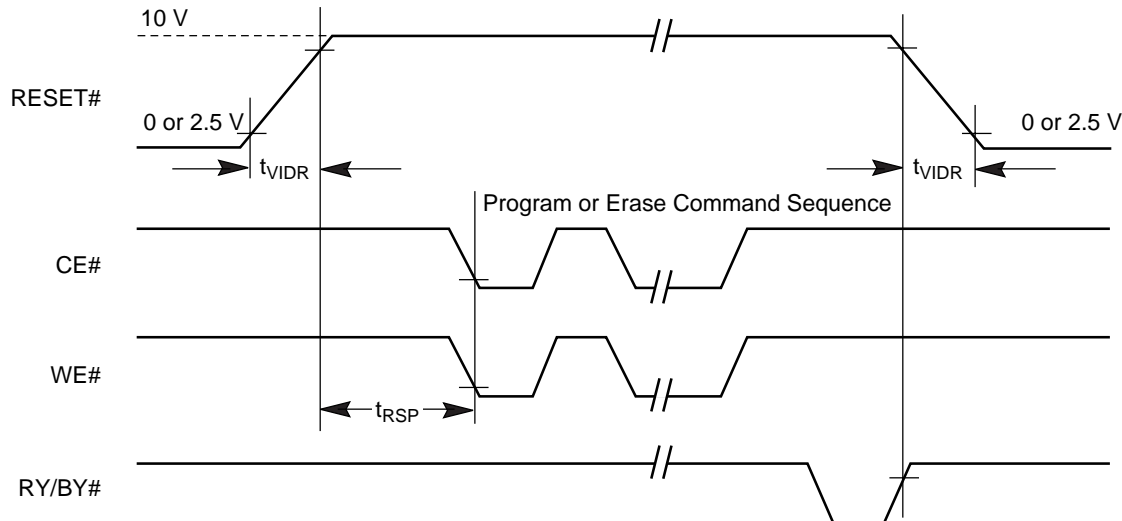 10 V
RESET#
0 or 2.5 V
0 or 2.5 V
tVIDR
tVIDR
Program or Erase Command Sequence
CE#
WE#
tRSP
RY/BY#